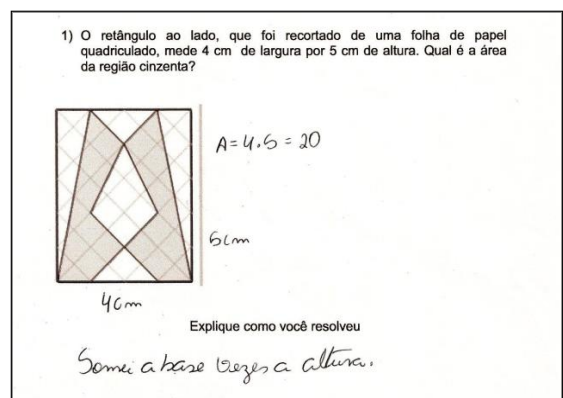 1) O retângulo ao lado, que foi recortado de uma folha de papel
quadriculado, mede 4 cm de largura por 5 cm de altura. Qual é a área
da região cinzenta?
A = 4.5 = 20
5cm
4cm
Explique como você resolveu
Somei a base vezes a altura.